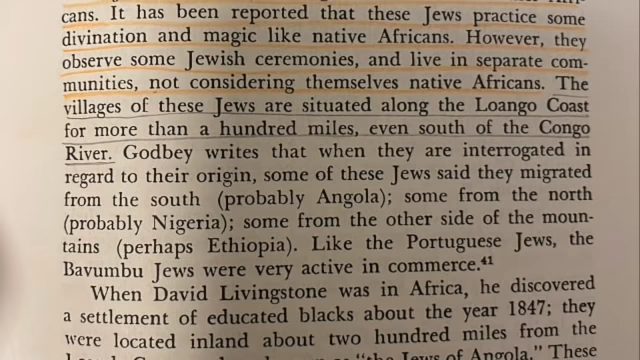 cans. It has been reported that these Jews practice some
divination and magic like native Africans. However, they
observe some Jewish ceremonies, and live in separate com-
munities, not considering themselves native Africans. The
villages of these Jews are situated along the Loango Coast
for more than a hundred miles, even south of the Congo
River. Godbey writes that when they are interrogated in
regard to their origin, some of these Jews said they migrated
from the south (probably Angola); some from the north
(probably Nigeria); some from the other side of the moun-
tains (perhaps Ethiopia). Like the Portuguese Jews, the
Bavumbu Jews were very active in commerce.41
When David Livingstone was in Africa, he discovered
a settlement of educated blacks about the year 1847; they
were located inland about two hundred miles from the
"the Jews of Angola." These